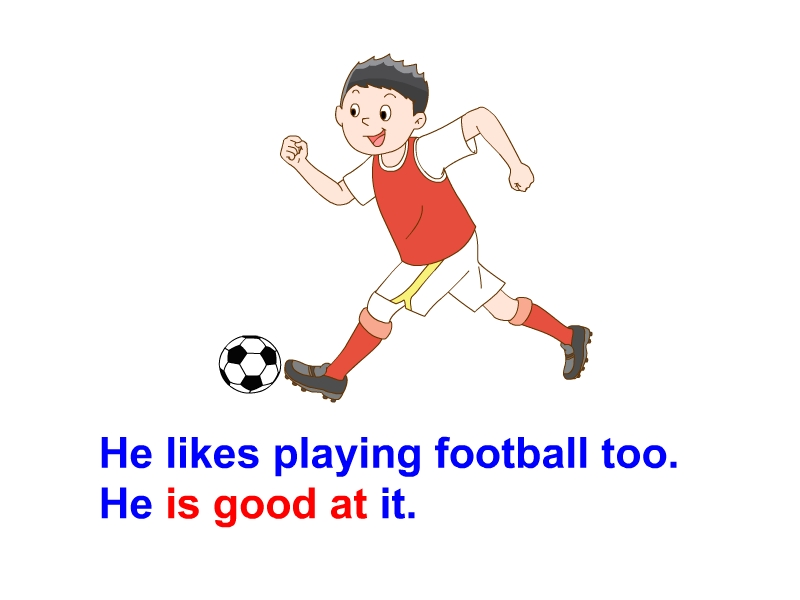 He likes playing football too.
He is good at it.